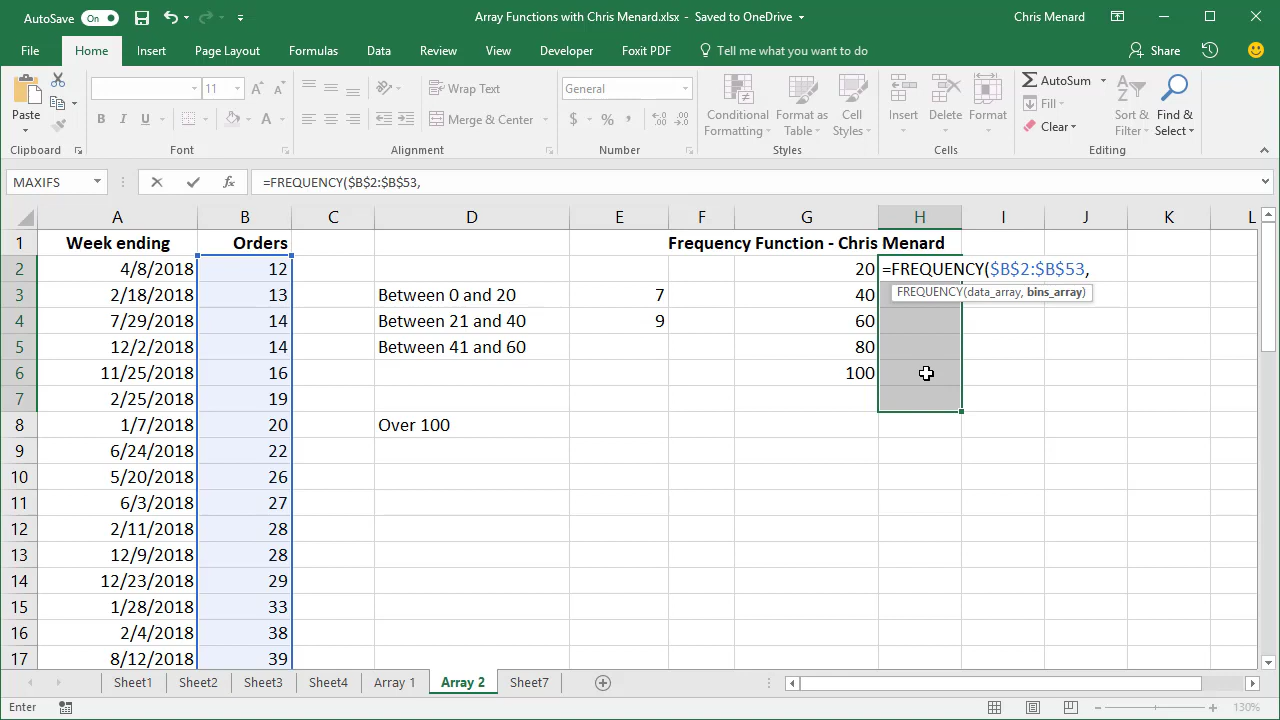 AutoSave On Array Functions with Chris Menard.xlsx - Saved to OneDrive Chris Menard
File Home Insert Page Layout Formulas Data Review View Developer Foxit PDF Tell me what you want to do Share
Paste 11 A A Wrap Text General Conditional Formatting Format as Table Cell Styles Insert Delete Format AutoSum Sort & Filter Find & Select
B I U A Merge & Center $ % , Fill
Clear
Clipboard Font Alignment Number Styles Cells Editing
MAXIFS fx =FREQUENCY($B$2:$B$53,
A B C D E F G H I J K L
1 Week ending Orders Frequency Function - Chris Menard
2 4/8/2018 12 20 =FREQUENCY($B$2:$B$53,
3 2/18/2018 13 Between 0 and 20 7 40 FREQUENCY(data_array, bins_array)
4 7/29/2018 14 Between 21 and 40 9 60
5 12/2/2018 14 Between 41 and 60 80
6 11/25/2018 16 100
7 2/25/2018 19
8 1/7/2018 20 Over 100
9 6/24/2018 22
10 5/20/2018 26
11 6/3/2018 27
12 2/11/2018 28
13 12/9/2018 28
14 12/23/2018 29
15 1/28/2018 33
16 2/4/2018 38
17 8/12/2018 39
Sheet1 Sheet2 Sheet3 Sheet4 Array 1 Array 2 Sheet7
Enter 130%